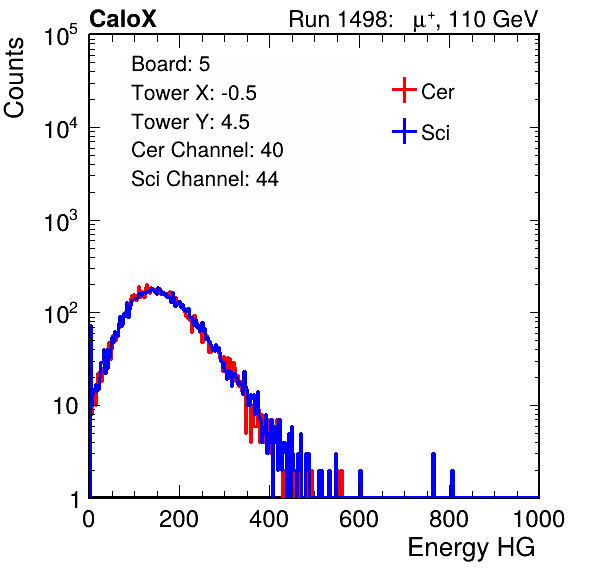 CaloX Run 1498: μ⁺, 110 GeV
Counts
10⁵
10⁴
10³
10²
10
1
Board: 5
Tower X: -0.5
Tower Y: 4.5
Cer Channel: 40
Sci Channel: 44
Cer
Sci
0 200 400 600 800 1000
Energy HG